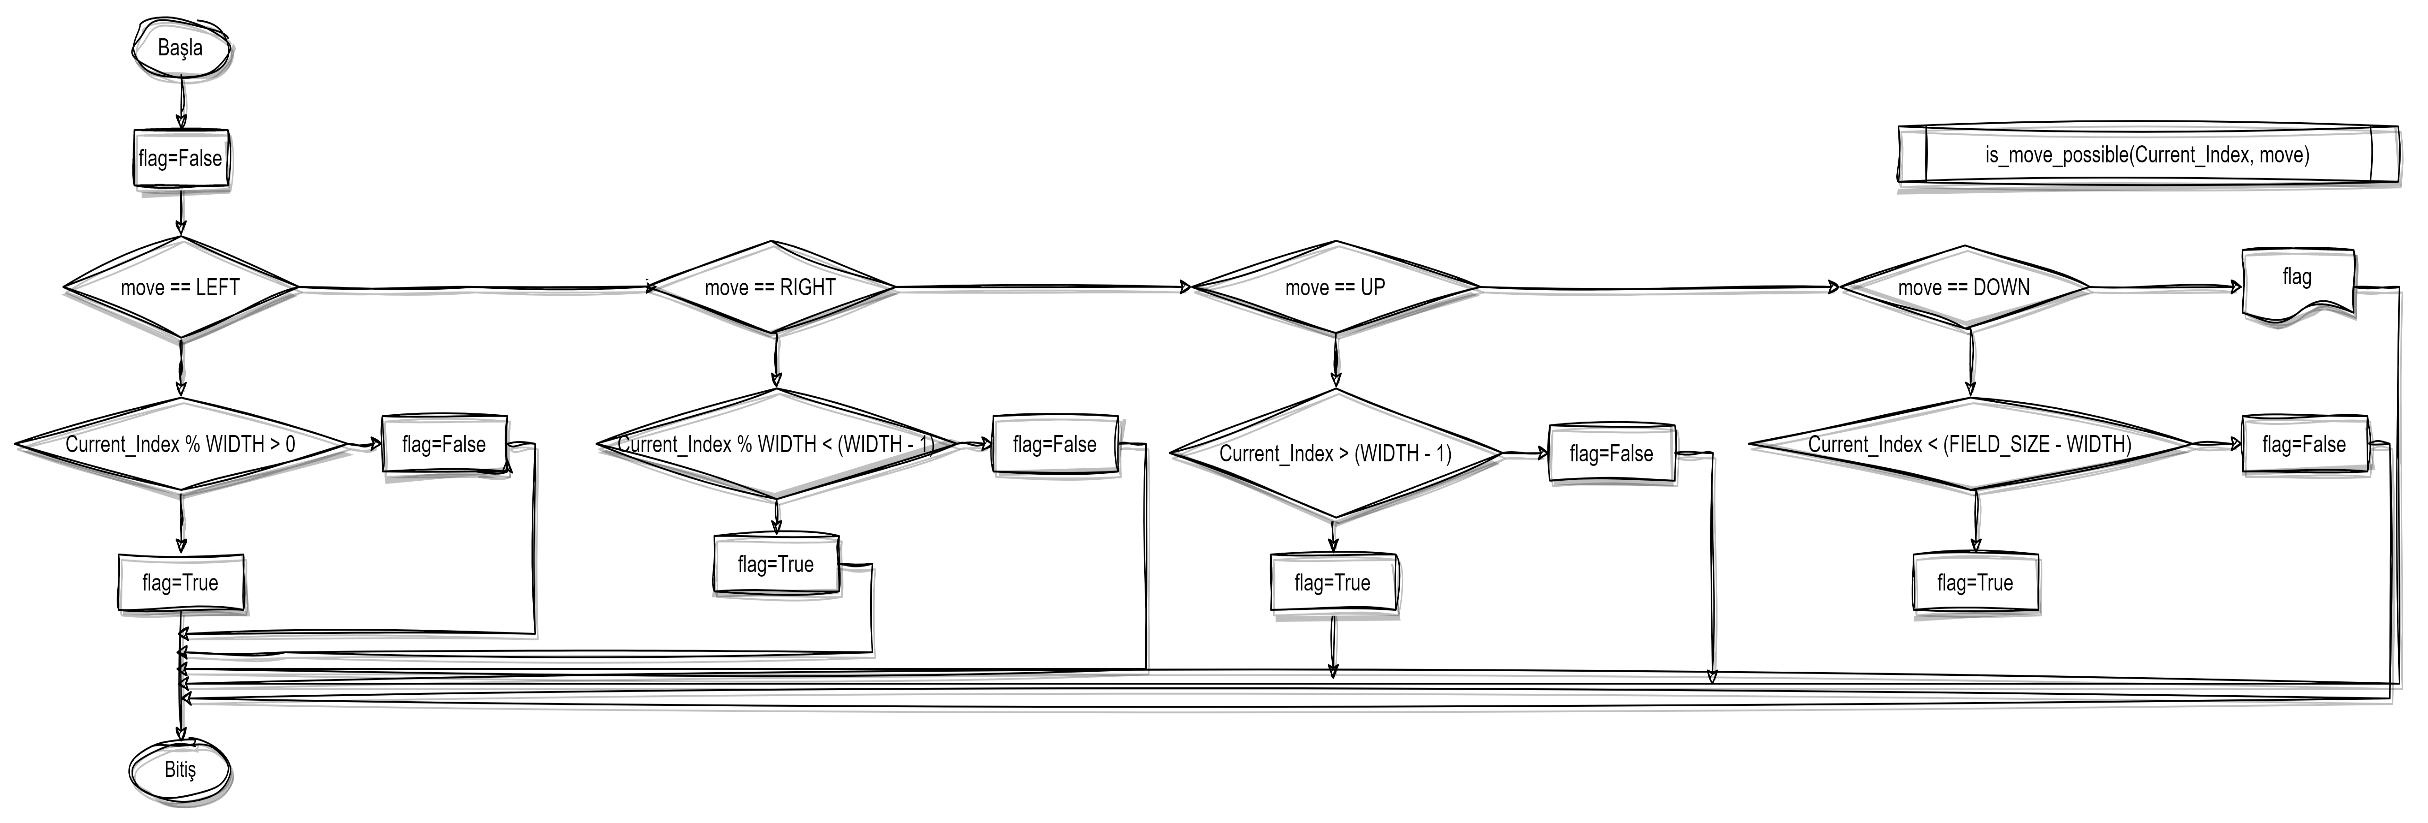 Başla
flag=False
is_move_possible(Current_Index, move)
move == LEFT
move == RIGHT
move == UP
move == DOWN
flag
Current_Index % WIDTH > 0
flag=False
Current_Index % WIDTH < (WIDTH - 1)
flag=False
Current_Index > (WIDTH - 1)
flag=False
Current_Index < (FIELD_SIZE - WIDTH)
flag=False
flag=True
flag=True
flag=True
flag=True
Bitiş